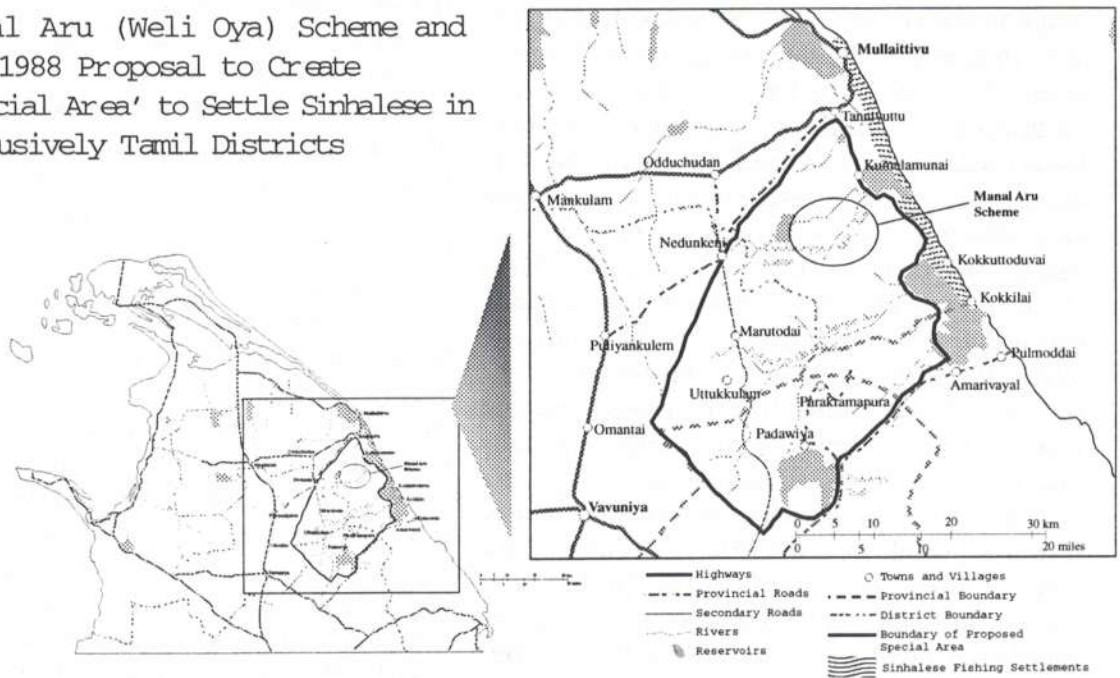 al Aru (Weli Oya) Scheme and
1988 Proposal to Create
cial Area' to Settle Sinhalese in
usively Tamil Districts
Mullaittivu
Tannivuttu
Odduchudan
Kumulamunai
Mankulam
Manal Aru
Scheme
Nedunkeni
Kokkuttoduvai
Kokkilai
Puliyankulem
Marutodai
Pulmoddai
Amarivayal
Uttukkulam
Parakramapura
Omantai
Padawiya
Vavuniya
0 5 10 20 30 km
0 5 10 20 miles
Highways
Provincial Roads
Secondary Roads
Rivers
Reservoirs
Towns and Villages
Provincial Boundary
District Boundary
Boundary of Proposed
Special Area
Sinhalese Fishing Settlements